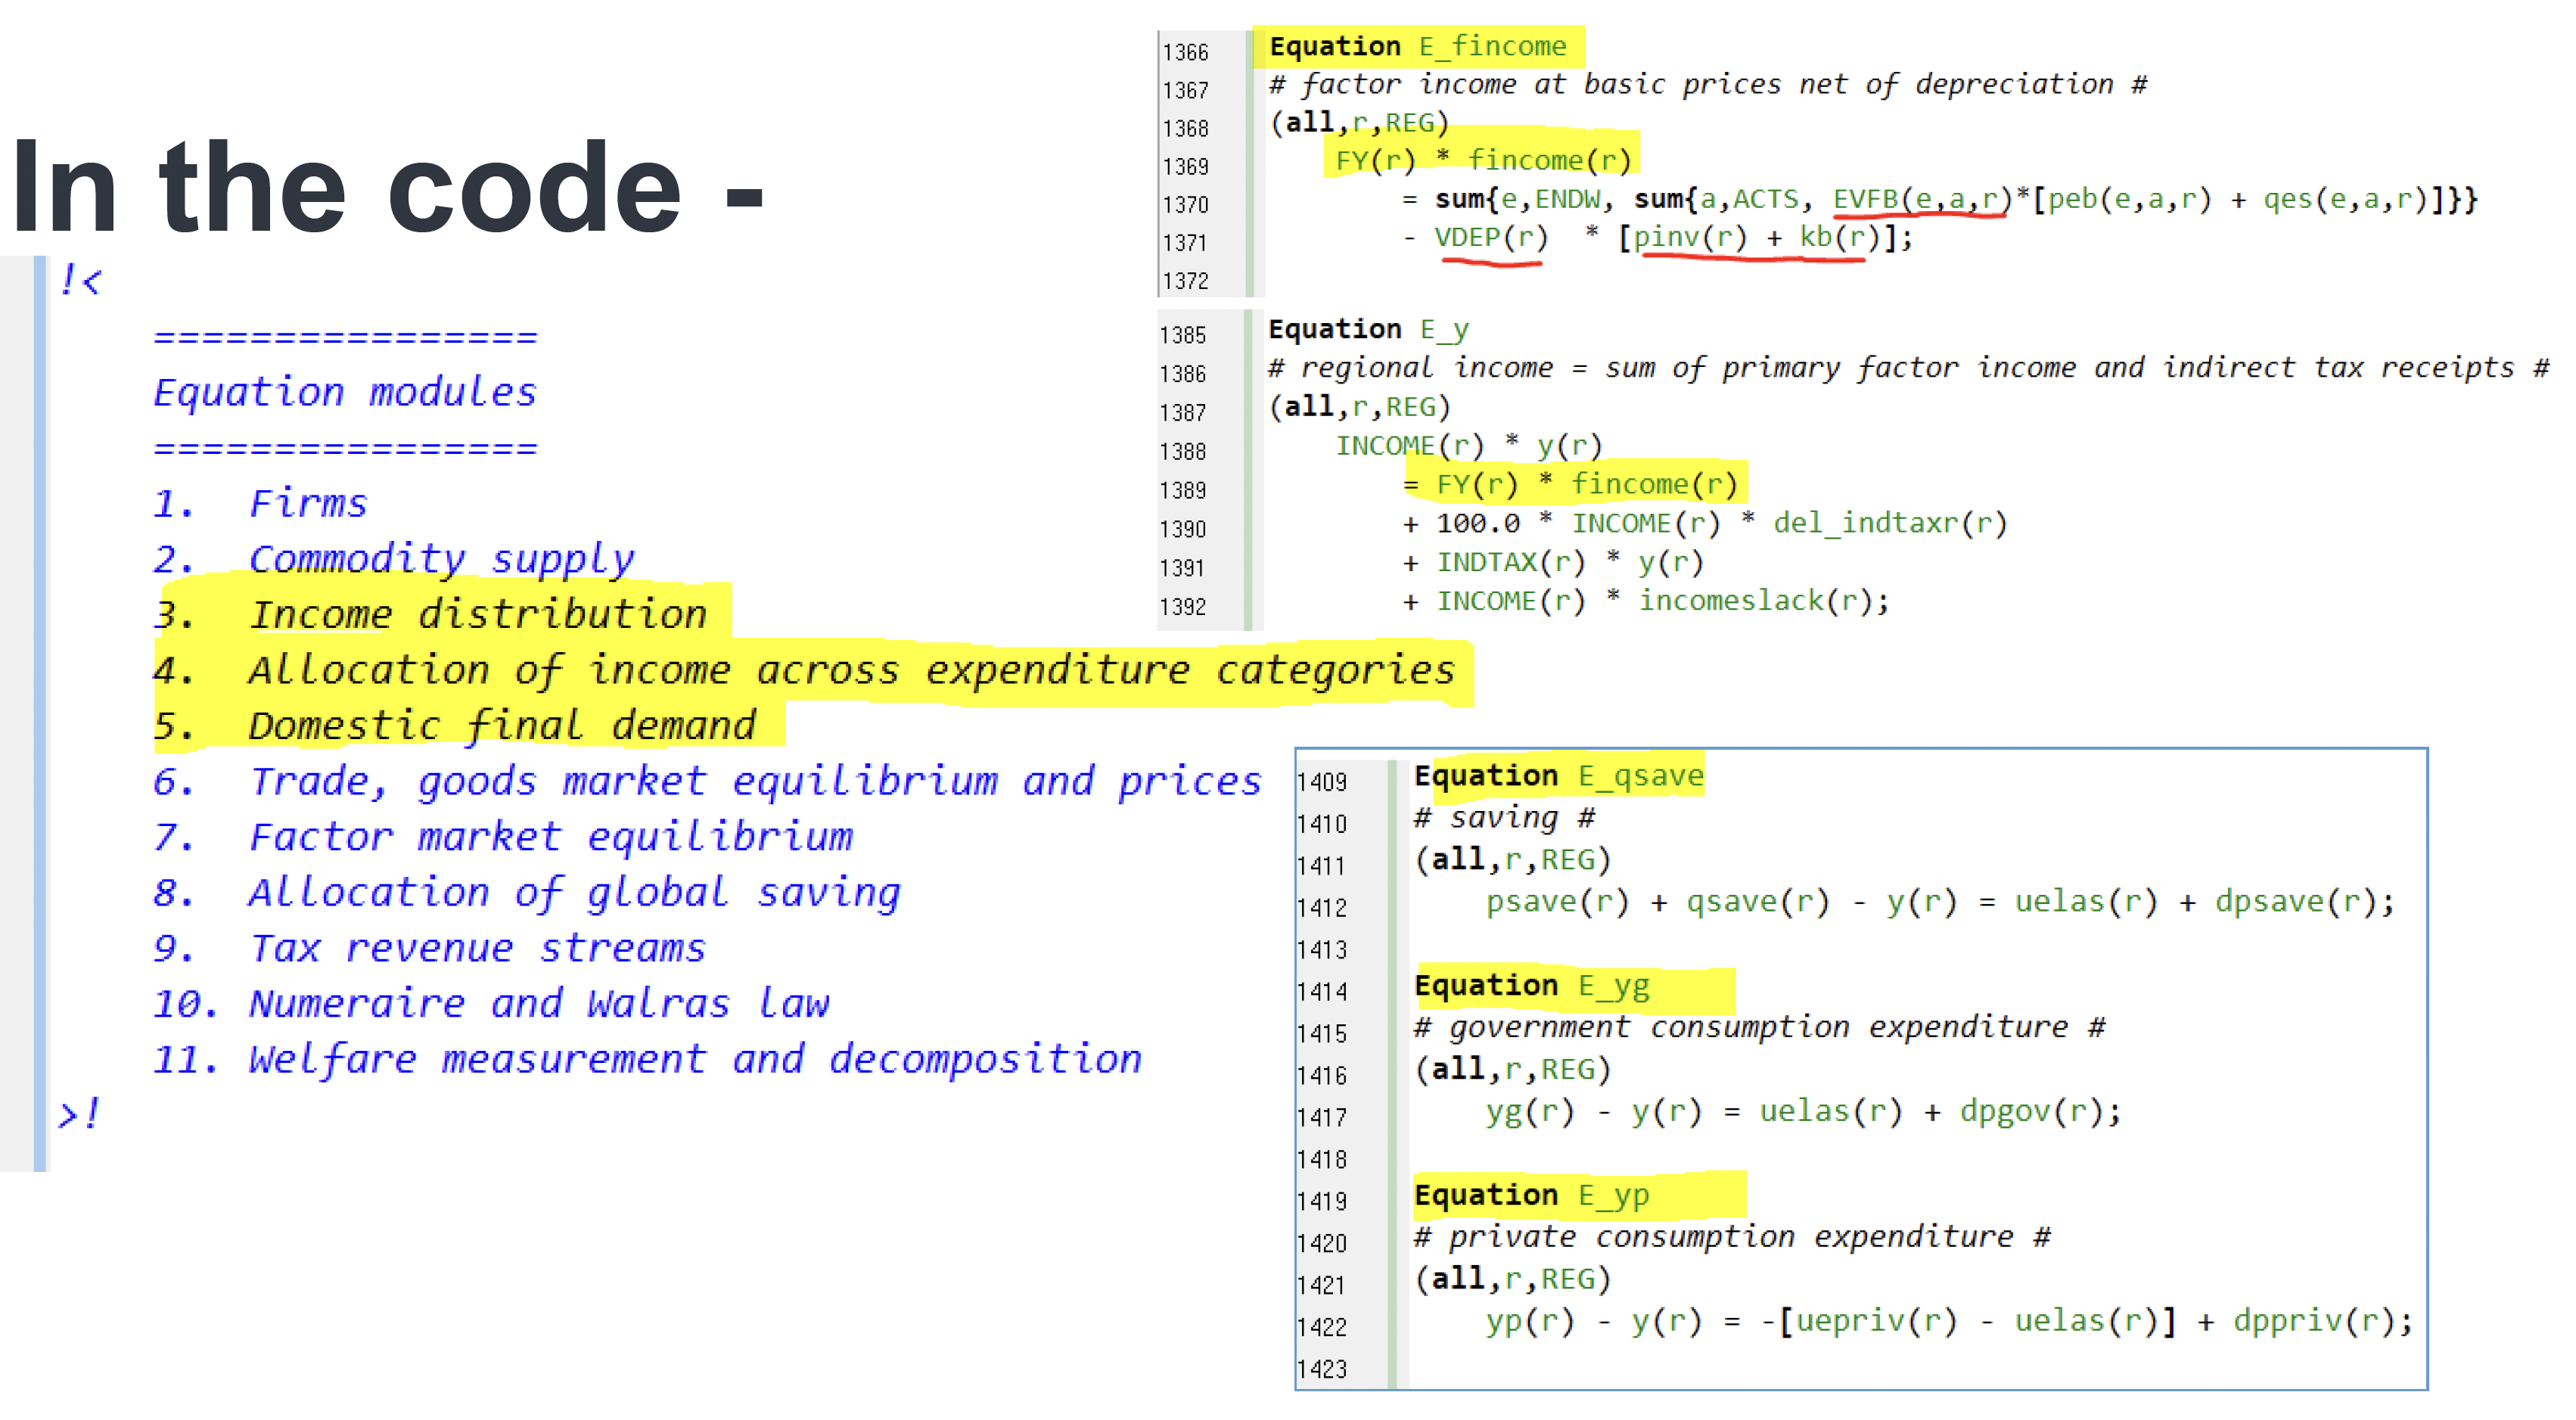 In the code -
!<
================
Equation modules
================
1. Firms
2. Commodity supply
3. Income distribution
4. Allocation of income across expenditure categories
5. Domestic final demand
6. Trade, goods market equilibrium and prices
7. Factor market equilibrium
8. Allocation of global saving
9. Tax revenue streams
10. Numeraire and Walras law
11. Welfare measurement and decomposition
>!
1366 Equation E_fincome
1367 # factor income at basic prices net of depreciation #
1368 (all,r,REG)
1369 FY(r) * fincome(r)
1370 = sum{e,ENDW, sum{a,ACTS, EVFB(e,a,r)*[peb(e,a,r) + qes(e,a,r)]}}
1371 - VDEP(r) * [pinv(r) + kb(r)];
1372
1385 Equation E_y
1386 # regional income = sum of primary factor income and indirect tax receipts #
1387 (all,r,REG)
1388 INCOME(r) * y(r)
1389 = FY(r) * fincome(r)
1390 + 100.0 * INCOME(r) * del_indtaxr(r)
1391 + INDTAX(r) * y(r)
1392 + INCOME(r) * incomeslack(r);
1409 Equation E_qsave
1410 # saving #
1411 (all,r,REG)
1412 psave(r) + qsave(r) - y(r) = uelas(r) + dpsave(r);
1413
1414 Equation E_yg
1415 # government consumption expenditure #
1416 (all,r,REG)
1417 yg(r) - y(r) = uelas(r) + dpgov(r);
1418
1419 Equation E_yp
1420 # private consumption expenditure #
1421 (all,r,REG)
1422 yp(r) - y(r) = -[uepriv(r) - uelas(r)] + dppriv(r);
1423